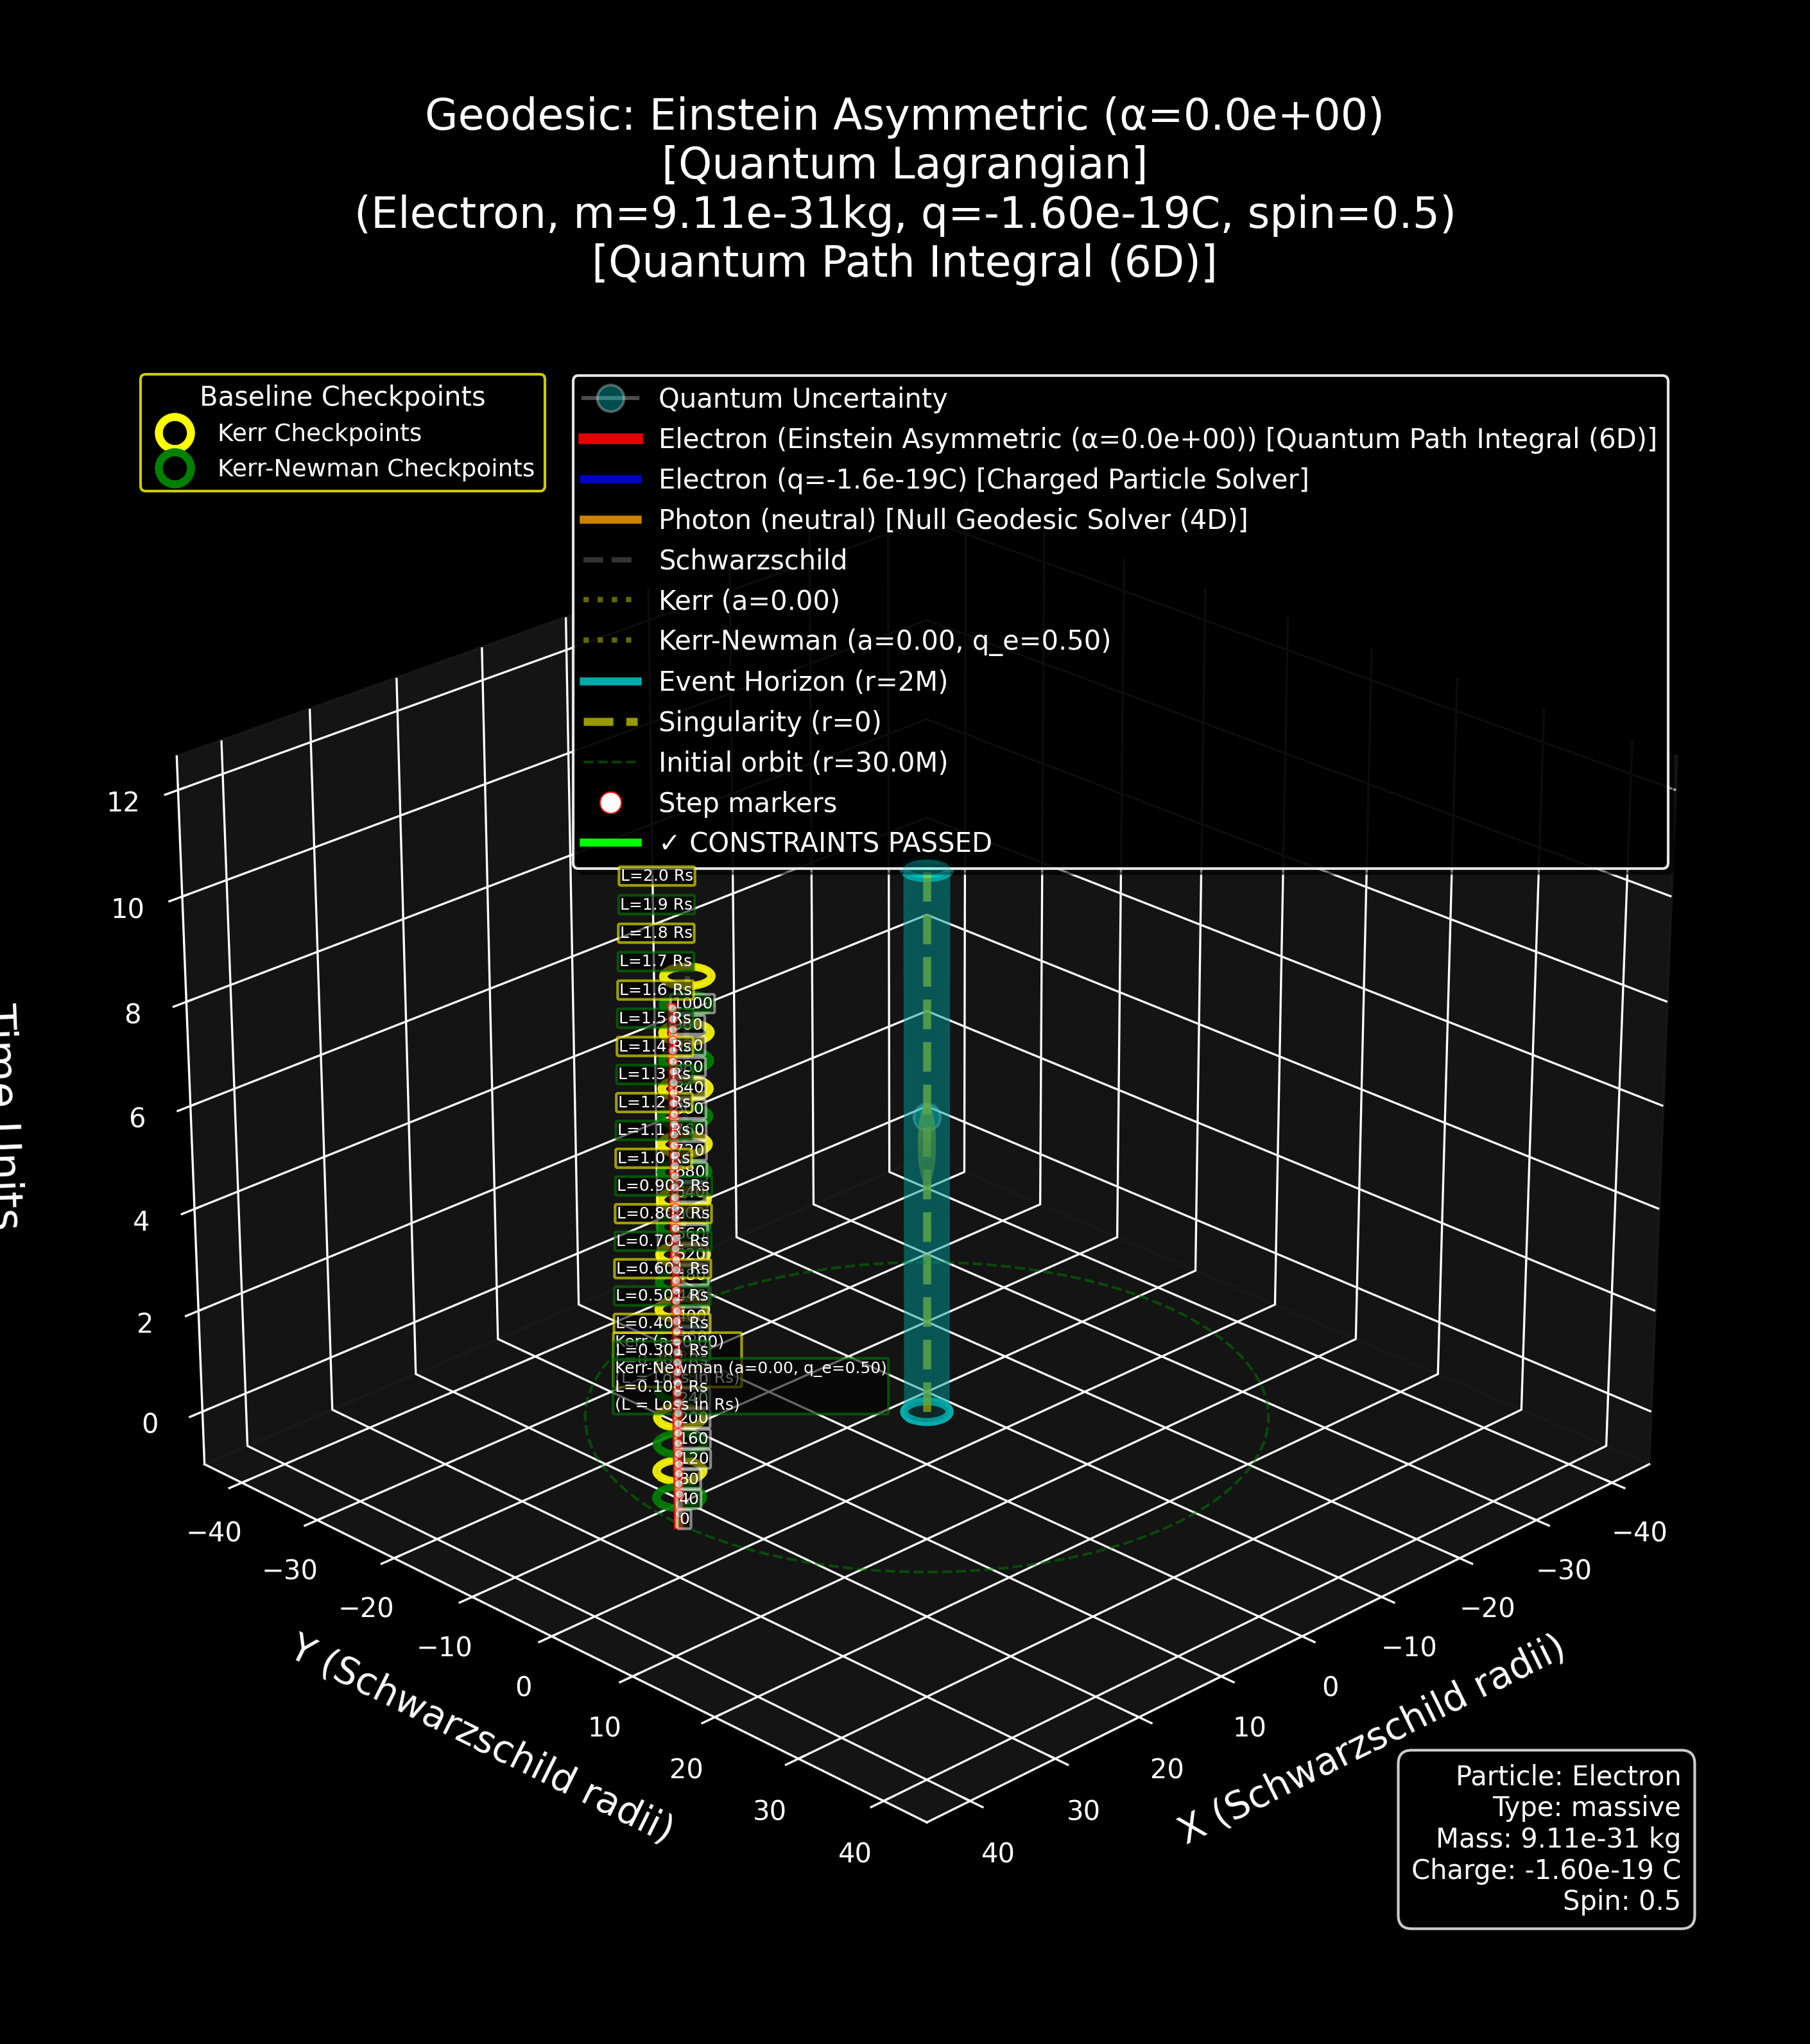 Geodesic: Einstein Asymmetric (α=0.0e+00)
[Quantum Lagrangian]
(Electron, m=9.11e-31kg, q=-1.60e-19C, spin=0.5)
[Quantum Path Integral (6D)]
Baseline Checkpoints
Kerr Checkpoints
Kerr-Newman Checkpoints
Quantum Uncertainty
Electron (Einstein Asymmetric (α=0.0e+00)) [Quantum Path Integral (6D)]
Electron (q=-1.6e-19C) [Charged Particle Solver]
Photon (neutral) [Null Geodesic Solver (4D)]
Schwarzschild
Kerr (a=0.00)
Kerr-Newman (a=0.00, q_e=0.50)
Event Horizon (r=2M)
Singularity (r=0)
Initial orbit (r=30.0M)
Step markers
✓ CONSTRAINTS PASSED
12
10
8
6
4
2
0
Time Units
L=2.0 Rs
L=1.9 Rs
L=1.8 Rs
L=1.7 Rs
L=1.6 Rs
1000
L=1.5 Rs
L=1.4 Rs
L=1.3 Rs
840
L=1.2 Rs
L=1.1 Rs
720
L=1.0 Rs
680
L=0.902 Rs
L=0.802 Rs
L=0.701 Rs
520
L=0.601 Rs
L=0.501 Rs
L=0.401 Rs
Kerr (a=0.00)
L=0.301 Rs
Kerr-Newman (a=0.00, q_e=0.50)
(L = Loss in Rs)
L=0.100 Rs
(L = Loss in Rs)
200
160
120
80
40
0
−40
−30
−20
−10
0
10
20
30
40
Y (Schwarzschild radii)
−40
−30
−20
−10
0
10
20
30
40
X (Schwarzschild radii)
Particle: Electron
Type: massive
Mass: 9.11e-31 kg
Charge: -1.60e-19 C
Spin: 0.5